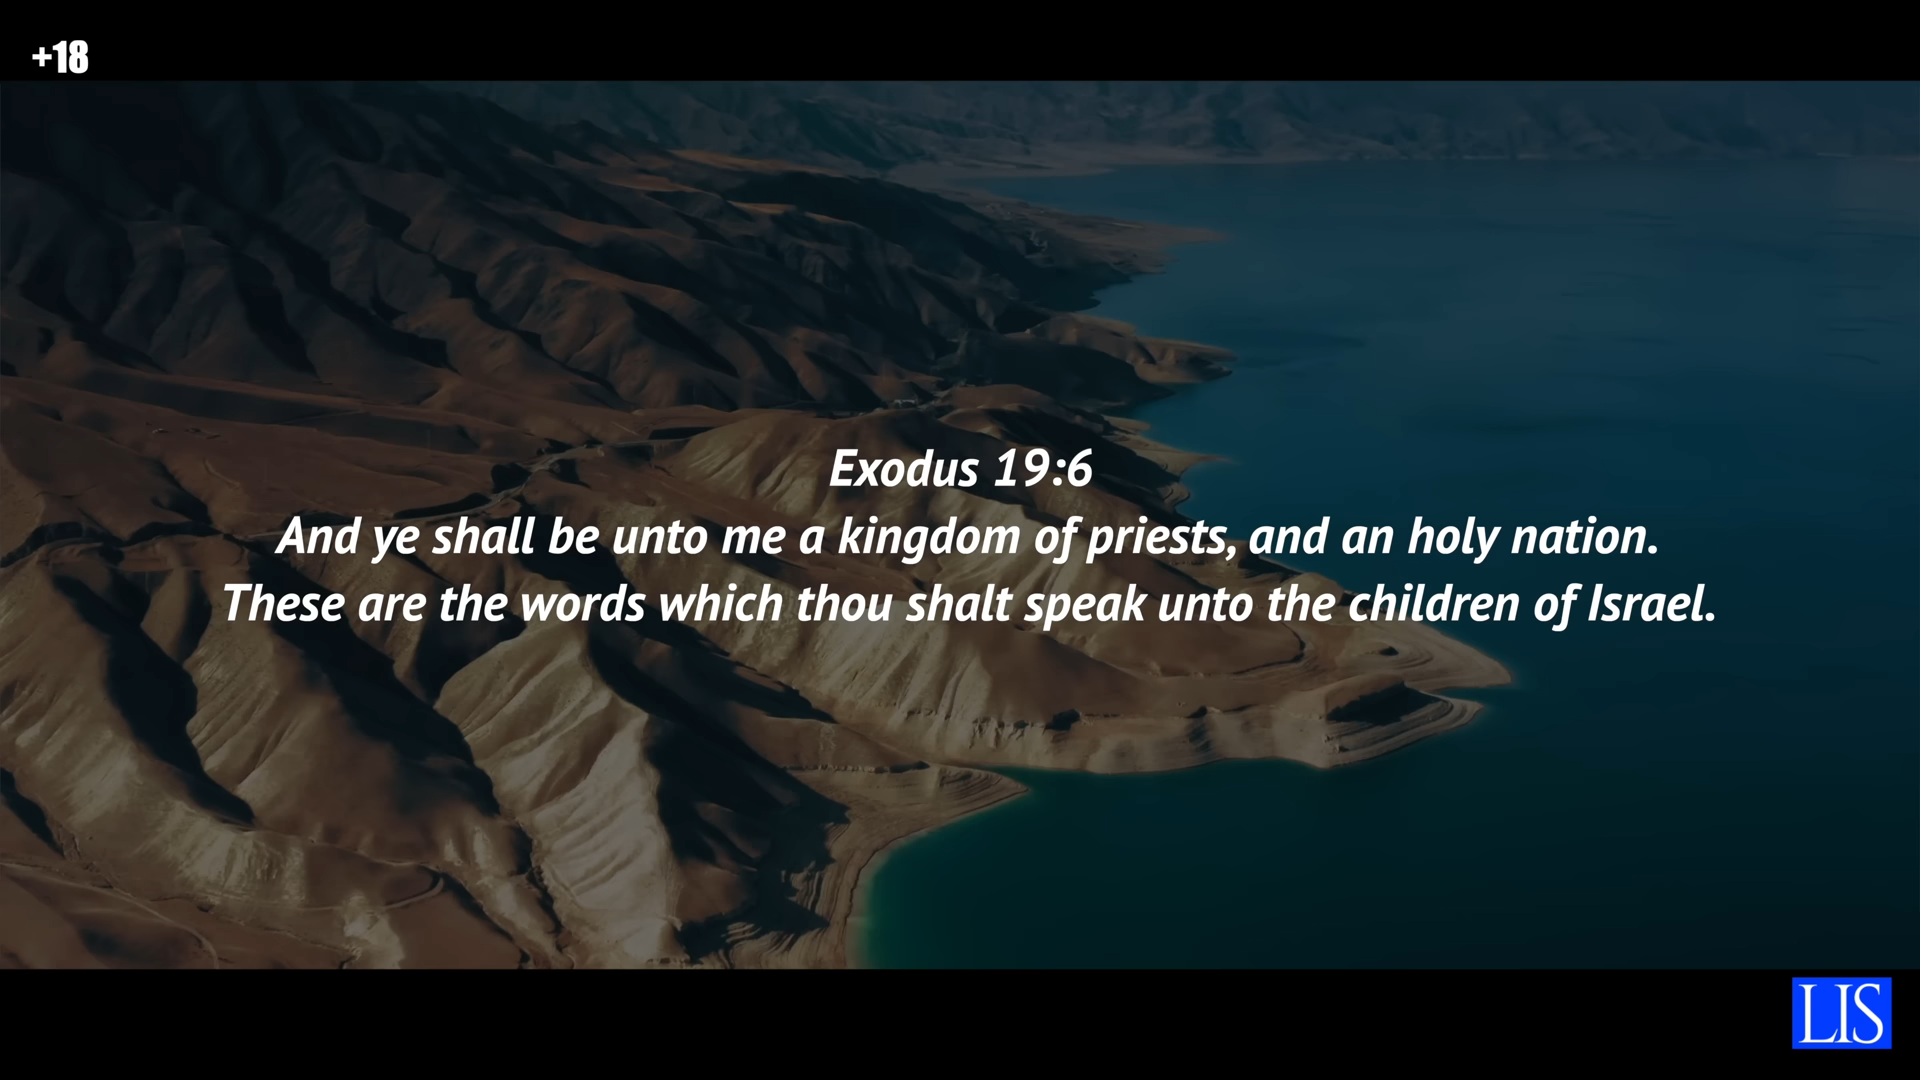 +18
Exodus 19:6
And ye shall be unto me a kingdom of priests, and an holy nation.
These are the words which thou shalt speak unto the children of Israel.
LIS